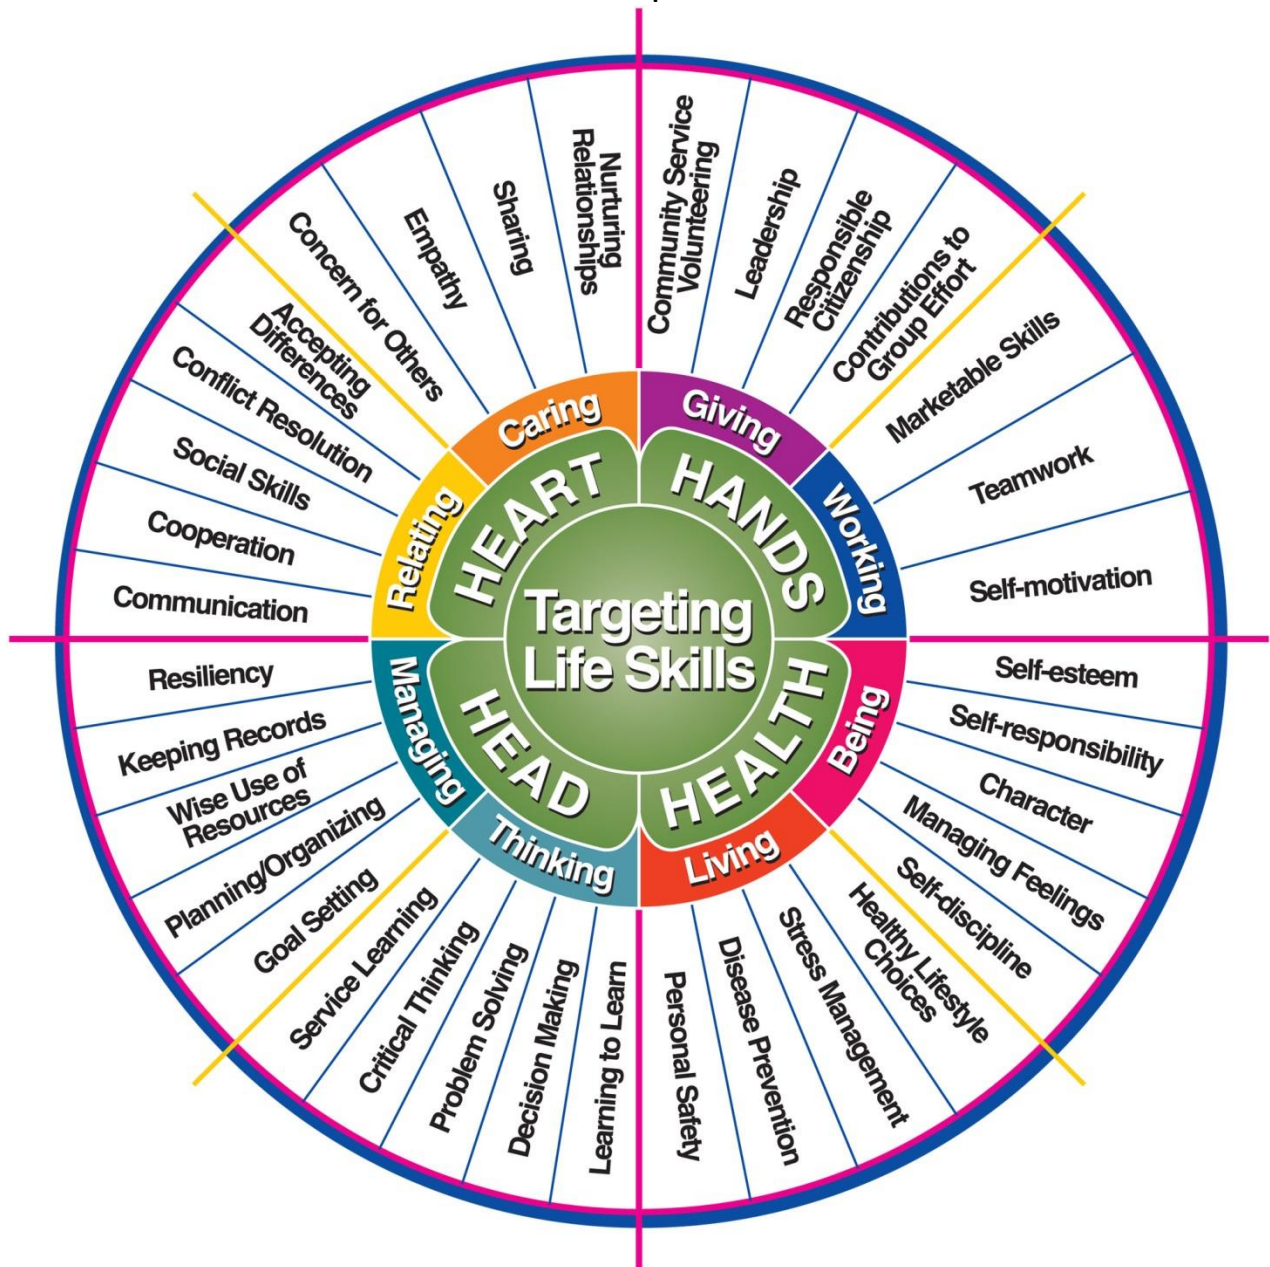 Targeting
Life Skills
HEART
HANDS
HEALTH
HEAD
Caring
Giving
Working
Being
Living
Thinking
Managing
Relating
Community Service
Volunteering
Leadership
Responsible
Citizenship
Contributions to
Group Effort
Marketable Skills
Teamwork
Self-motivation
Self-esteem
Self-responsibility
Character
Managing Feelings
Self-discipline
Healthy Lifestyle
Choices
Stress Management
Disease Prevention
Personal Safety
Learning to Learn
Decision Making
Problem Solving
Critical Thinking
Service Learning
Goal Setting
Planning/Organizing
Wise Use of
Resources
Keeping Records
Resiliency
Communication
Cooperation
Social Skills
Conflict Resolution
Accepting
Differences
Concern for Others
Empathy
Sharing
Nurturing
Relationships